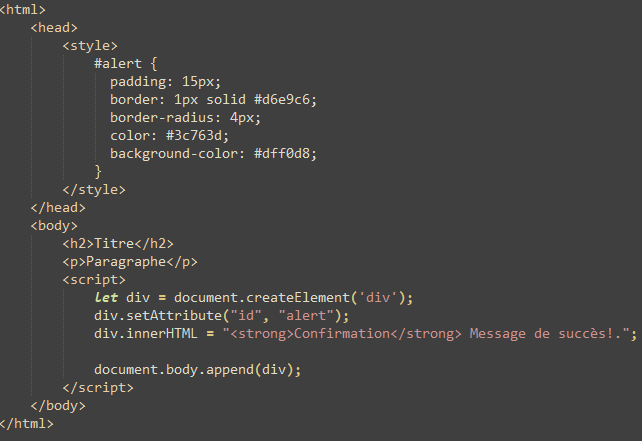 <html>
<head>
<style>
#alert {
padding: 15px;
border: 1px solid #d6e9c6;
border-radius: 4px;
color: #3c763d;
background-color: #dff0d8;
}
</style>
</head>
<body>
<h2>Titre</h2>
<p>Paragraphe</p>
<script>
let div = document.createElement('div');
div.setAttribute("id", "alert");
div.innerHTML = "<strong>Confirmation</strong> Message de succès!.";
document.body.append(div);
</script>
</body>
</html>